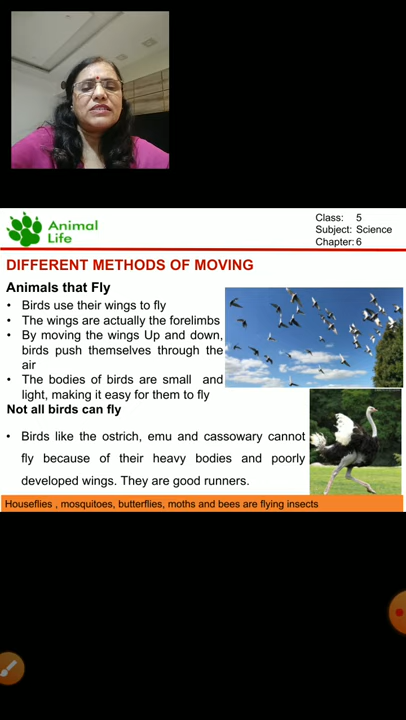 Animal
Life
Class: 5
Subject: Science
Chapter: 6
DIFFERENT METHODS OF MOVING
Animals that Fly
• Birds use their wings to fly
• The wings are actually the forelimbs
• By moving the wings Up and down,
birds push themselves through the
air
• The bodies of birds are small and
light, making it easy for them to fly
Not all birds can fly
• Birds like the ostrich, emu and cassowary cannot
fly because of their heavy bodies and poorly
developed wings. They are good runners.
Houseflies , mosquitoes, butterflies, moths and bees are flying insects